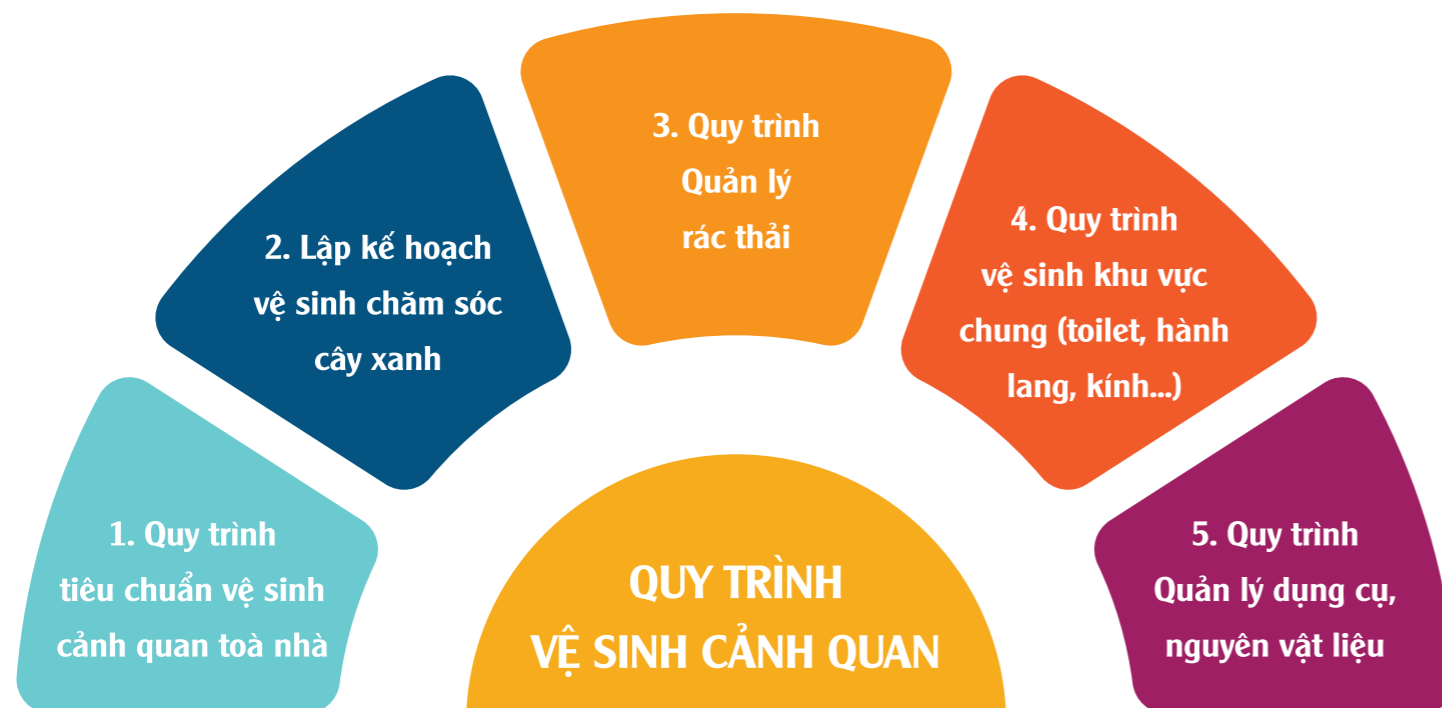 1. Quy trình
tiêu chuẩn vệ sinh
cảnh quan toà nhà
2. Lập kế hoạch
vệ sinh chăm sóc
cây xanh
3. Quy trình
Quản lý
rác thải
4. Quy trình
vệ sinh khu vực
chung (toilet, hành
lang, kính...)
5. Quy trình
Quản lý dụng cụ,
nguyên vật liệu
QUY TRÌNH
VỆ SINH CẢNH QUAN